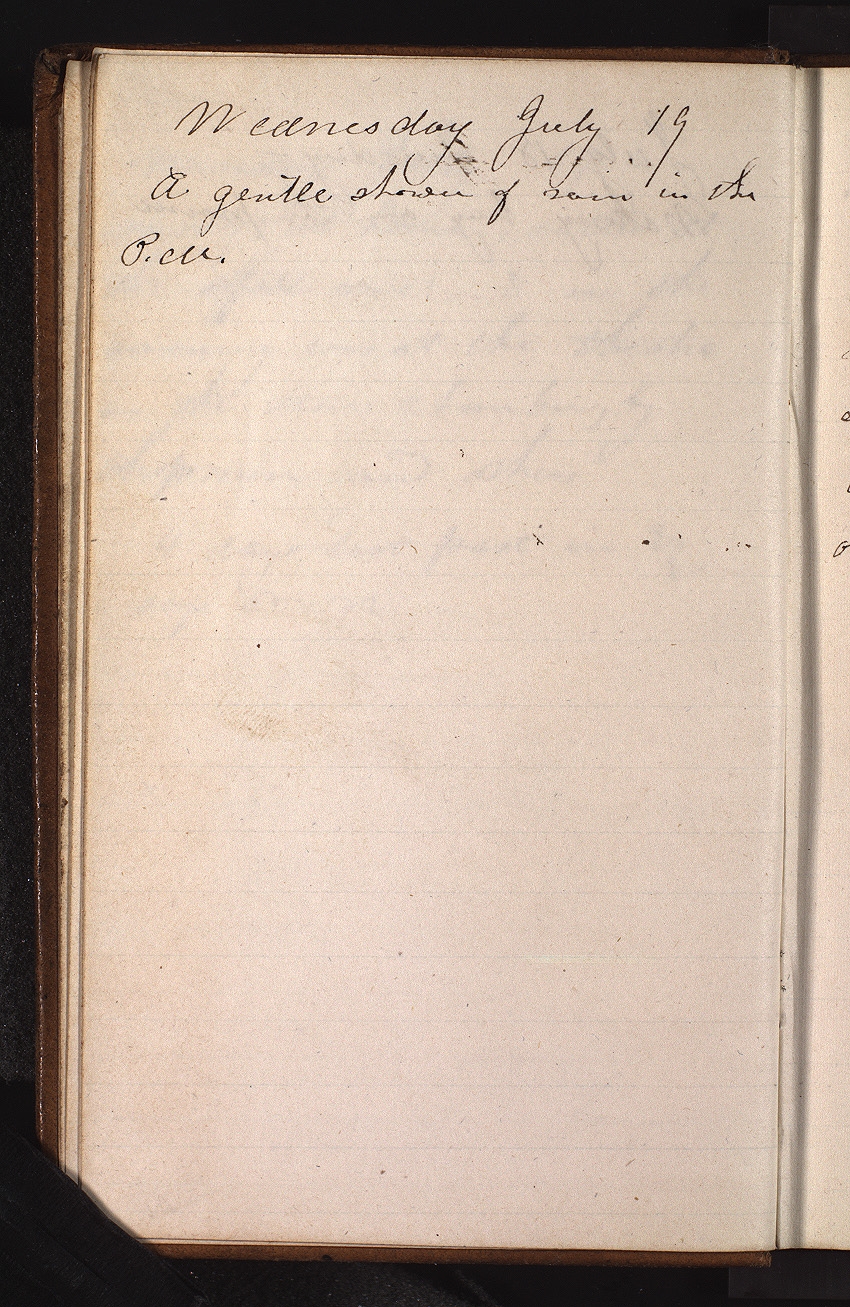 Wednesday July 19
A gentle shower of rain in the
P.M.